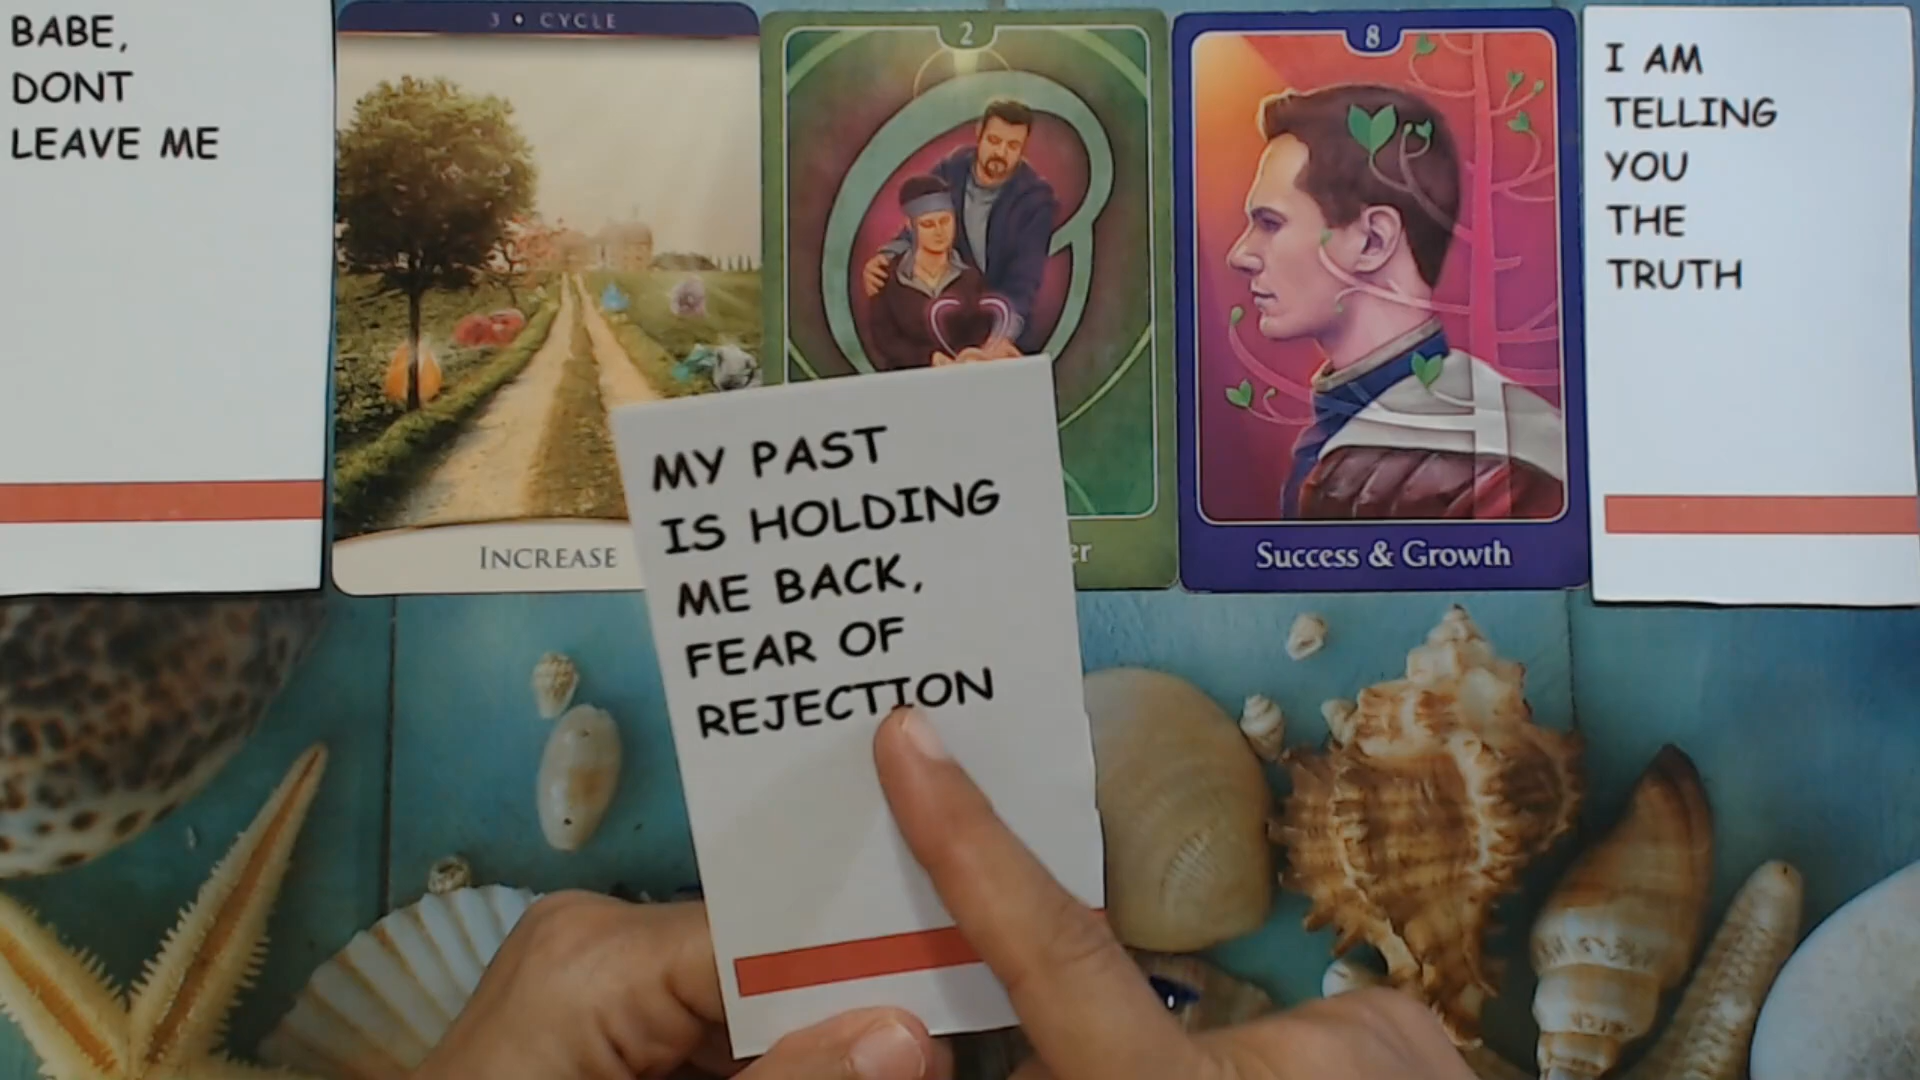 BABE,
DONT
LEAVE ME
3 • CYCLE
INCREASE
2
8
Success & Growth
I AM
TELLING
YOU
THE
TRUTH
MY PAST
IS HOLDING
ME BACK,
FEAR OF
REJECTION